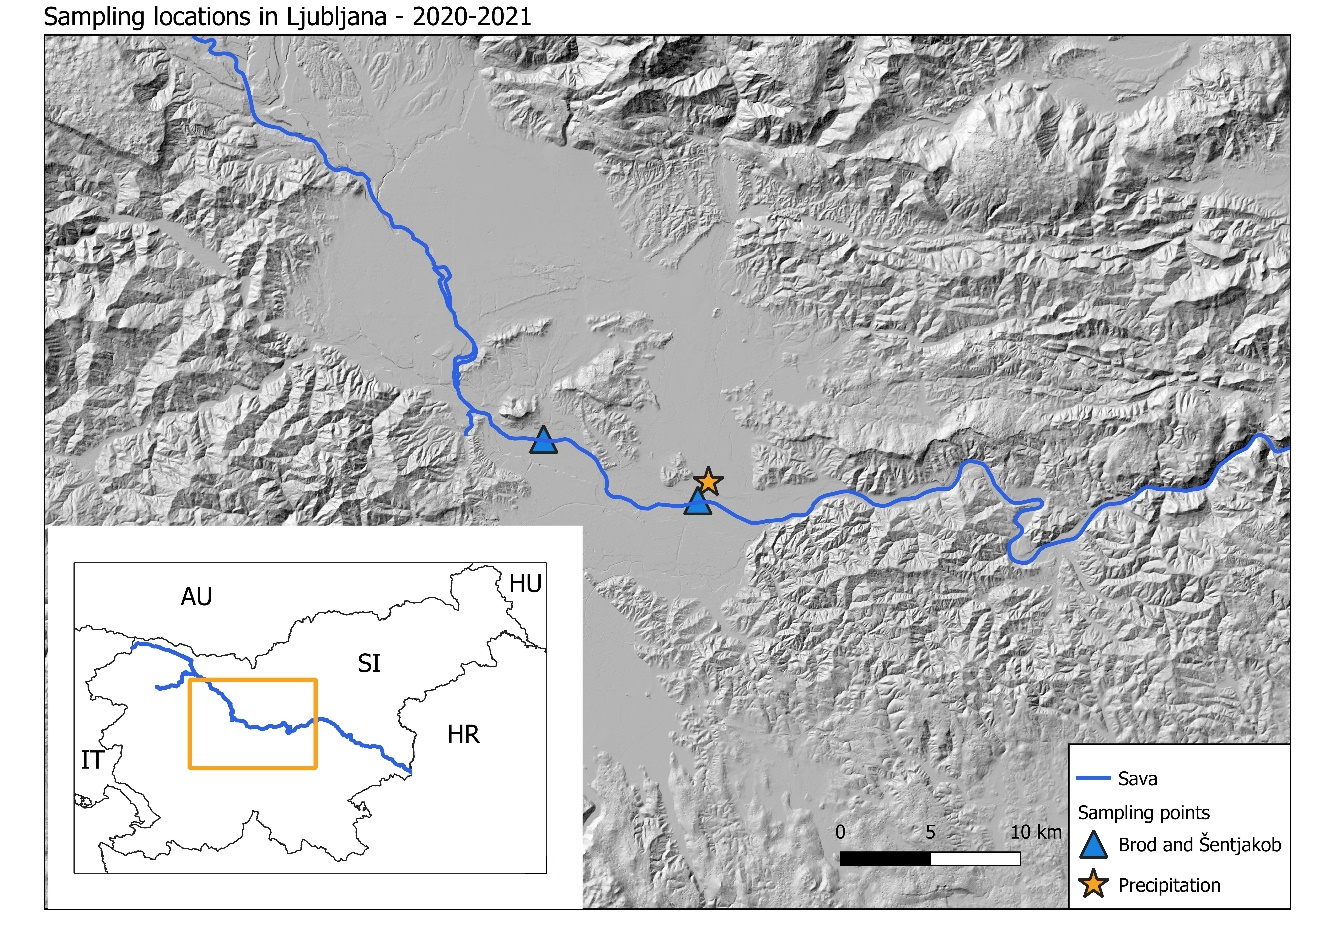 Sampling locations in Ljubljana - 2020-2021
AU
HU
SI
HR
IT
0 5 10 km
Sava
Sampling points
Brod and Šentjakob
Precipitation